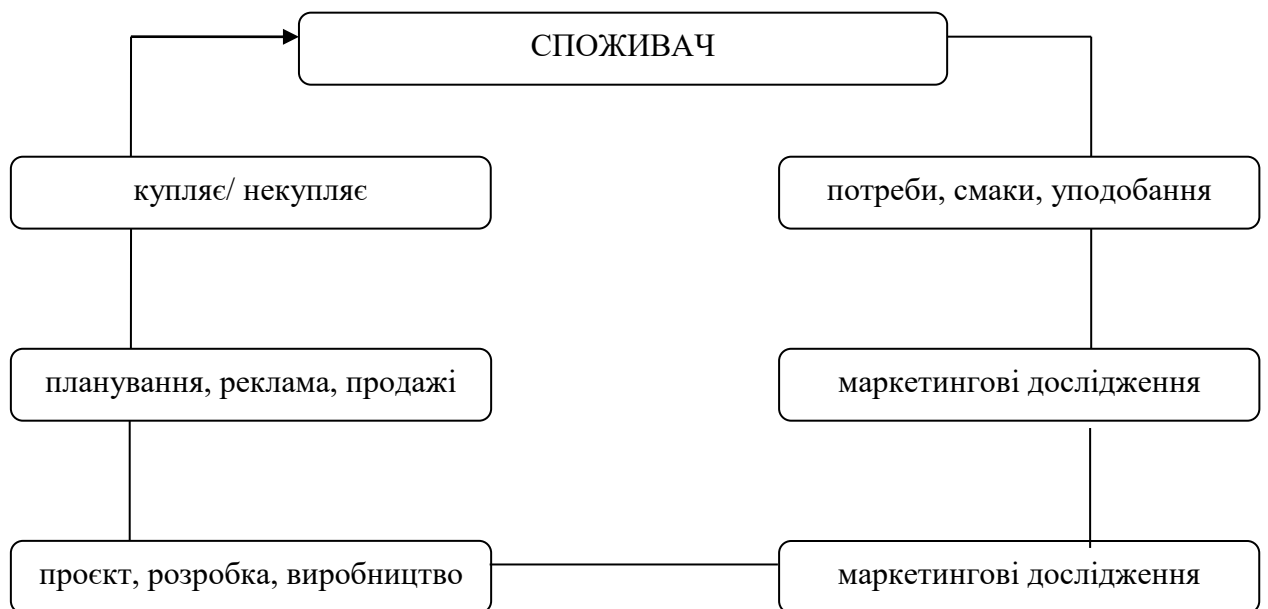 СПОЖИВАЧ
купляє/ некупляє
потреби, смаки, уподобання
планування, реклама, продажі
маркетингові дослідження
проєкт, розробка, виробництво
маркетингові дослідження